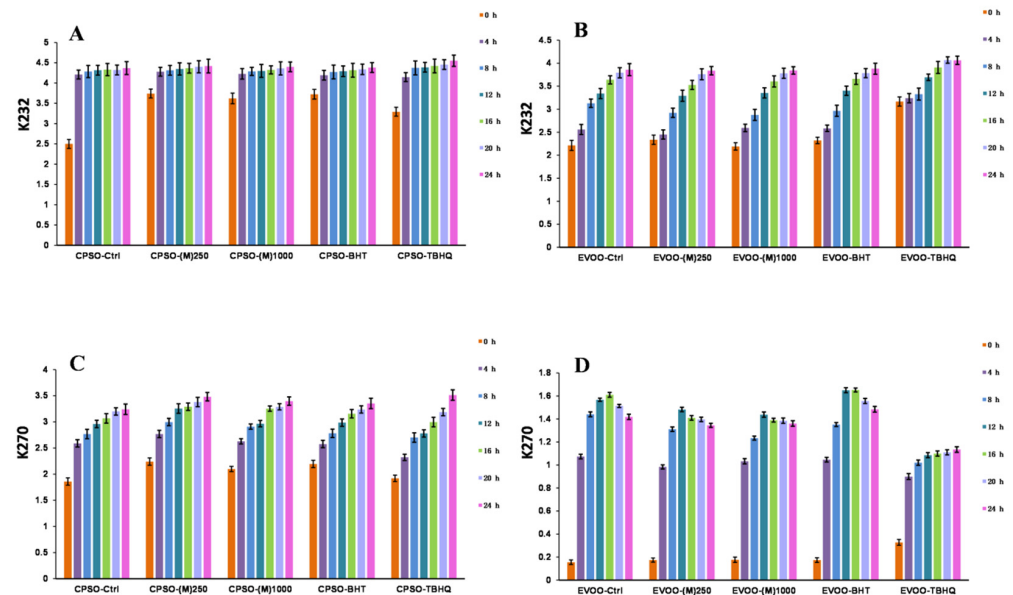 A
K232
5
4.5
4
3.5
3
2.5
2
1.5
1
0.5
0
CPSO-Ctrl CPSO-(M)250 CPSO-(M)1000 CPSO-BHT CPSO-TBHQ
0 h
4 h
8 h
12 h
16 h
20 h
24 h
B
K232
4.5
4
3.5
3
2.5
2
1.5
1
0.5
0
EVOO-Ctrl EVOO-(M)250 EVOO-(M)1000 EVOO-BHT EVOO-TBHQ
0 h
4 h
8 h
12 h
16 h
20 h
24 h
C
K270
4
3.5
3
2.5
2
1.5
1
0.5
0
CPSO-Ctrl CPSO-(M)250 CPSO-(M)1000 CPSO-BHT CPSO-TBHQ
0 h
4 h
8 h
12 h
16 h
20 h
24 h
D
K270
1.8
1.6
1.4
1.2
1
0.8
0.6
0.4
0.2
0
EVOO-Ctrl EVOO-(M)250 EVOO-(M)1000 EVOO-BHT EVOO-TBHQ
0 h
4 h
8 h
12 h
16 h
20 h
24 h